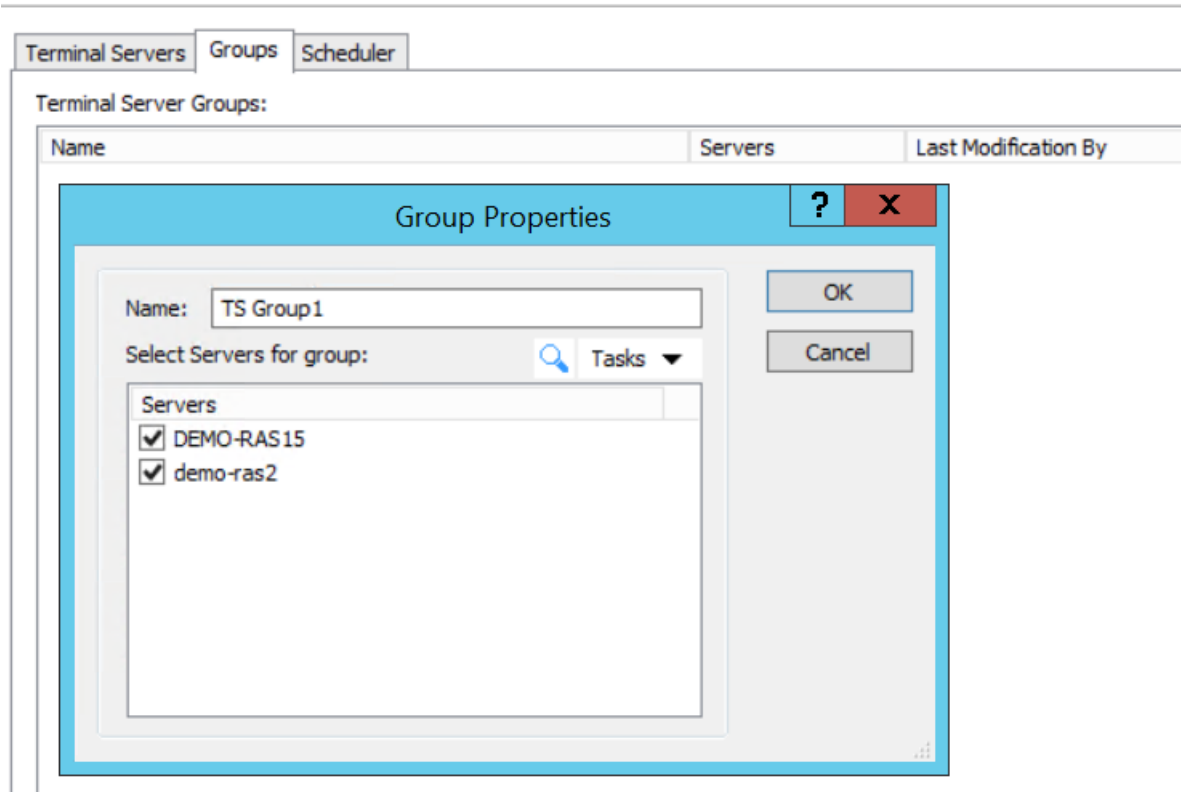 Terminal Servers Groups Scheduler
Terminal Server Groups:
Name Servers Last Modification By
Group Properties ? X
Name: TS Group1 OK
Select Servers for group: Tasks Cancel
Servers
DEMO-RAS15
demo-ras2